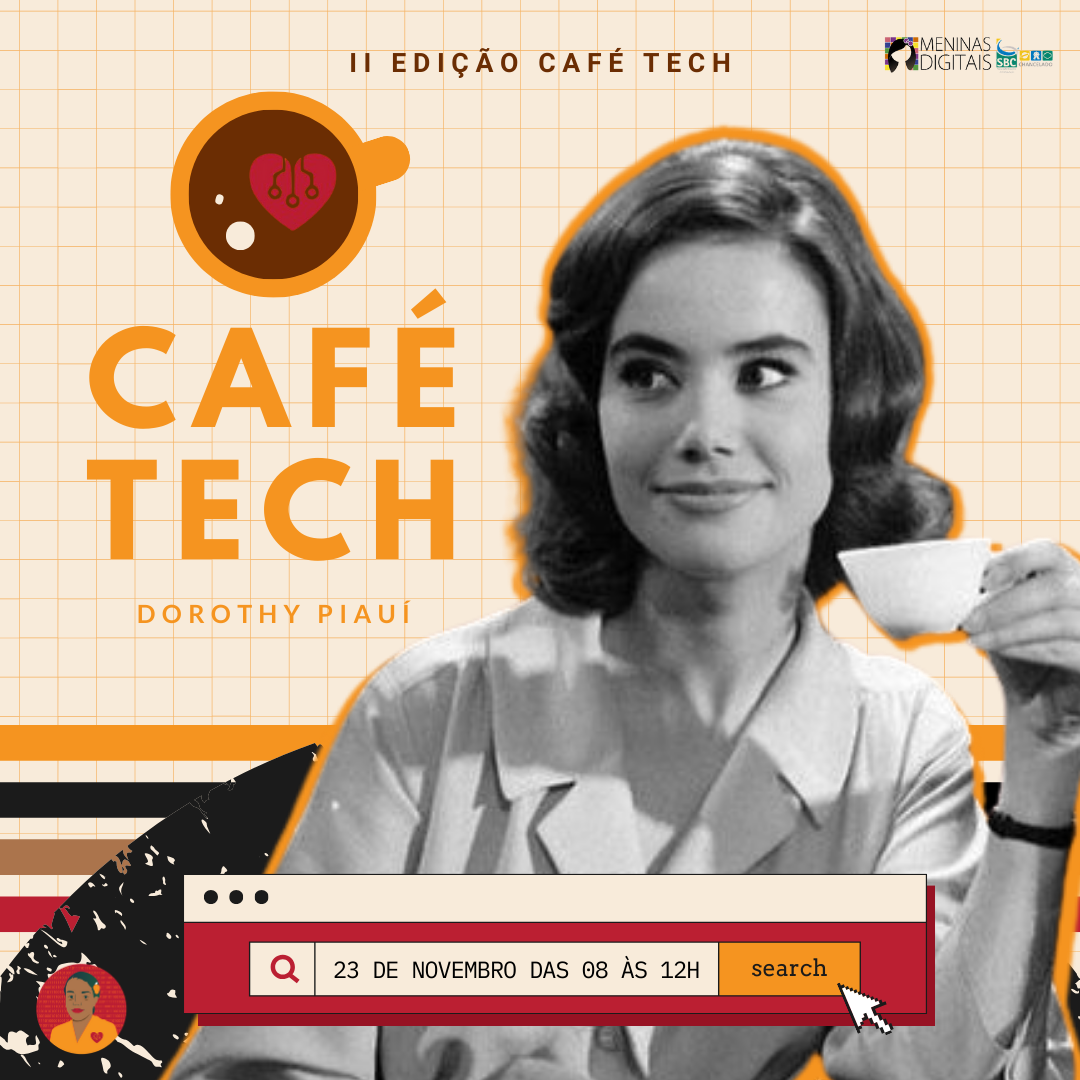 II EDIÇÃO CAFÉ TECH
MENINAS
DIGITAIS
SBC
CHANCELADO
CAFÉ
TECH
DOROTHY PIAUÍ
23 DE NOVEMBRO DAS 08 ÀS 12H
search